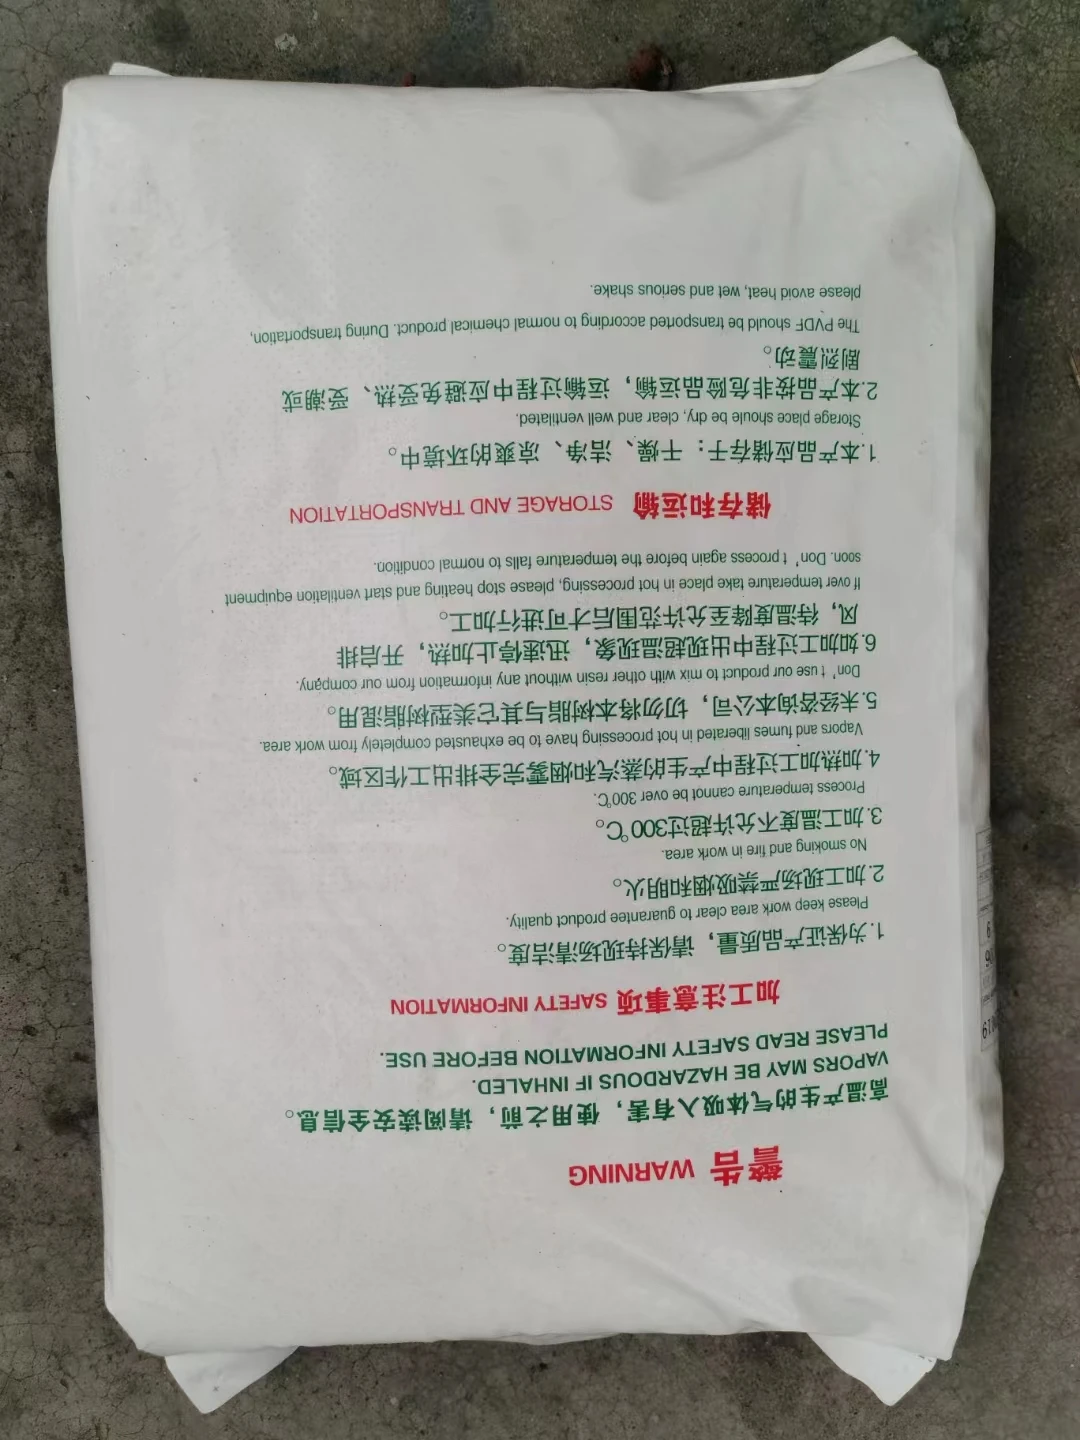 警告 WARNING
高温产生的气体吸入有害，使用之前，请阅读安全信息。
VAPORS MAY BE HAZARDOUS IF INHALED.
PLEASE READ SAFETY INFORMATION BEFORE USE.
加工注意事项 SAFETY INFORMATION
1.为保证产品质量，请保持现场清洁度。
Please keep work area clear to guarantee product quality.
2.加工现场严禁吸烟和明火。
No smoking and fire in work area.
3.加工温度不允许超过300℃。
Process temperature cannot be over 300℃.
4.加热加工过程中产生的蒸汽和烟雾完全排出工作区域。
Vapors and fumes liberated in hot processing have to be exhausted completely from work area.
5.未经咨询本公司，切勿将本树脂与其它类型树脂混用。
Don't use our product to mix with other resin without any information from our company.
6.如加工过程中出现超温现象，迅速停止加热，开启排
风，待温度降至允许范围后才可进行加工。
If over temperature take place in hot processing, please stop heating and start ventilation equipment
soon. Don't process again before the temperature falls to normal condition.
储存和运输 STORAGE AND TRANSPORTATION
1.本产品应储存于：干燥、洁净、凉爽的环境中。
Storage place shoule be dry, clear and well ventilated.
2.本产品按非危险品运输，运输过程中应避免受热、受潮或
剧烈震动。
The PVDF should be transported according to normal chemical product. During transportation,
please avoid heat, wet and serious shake.